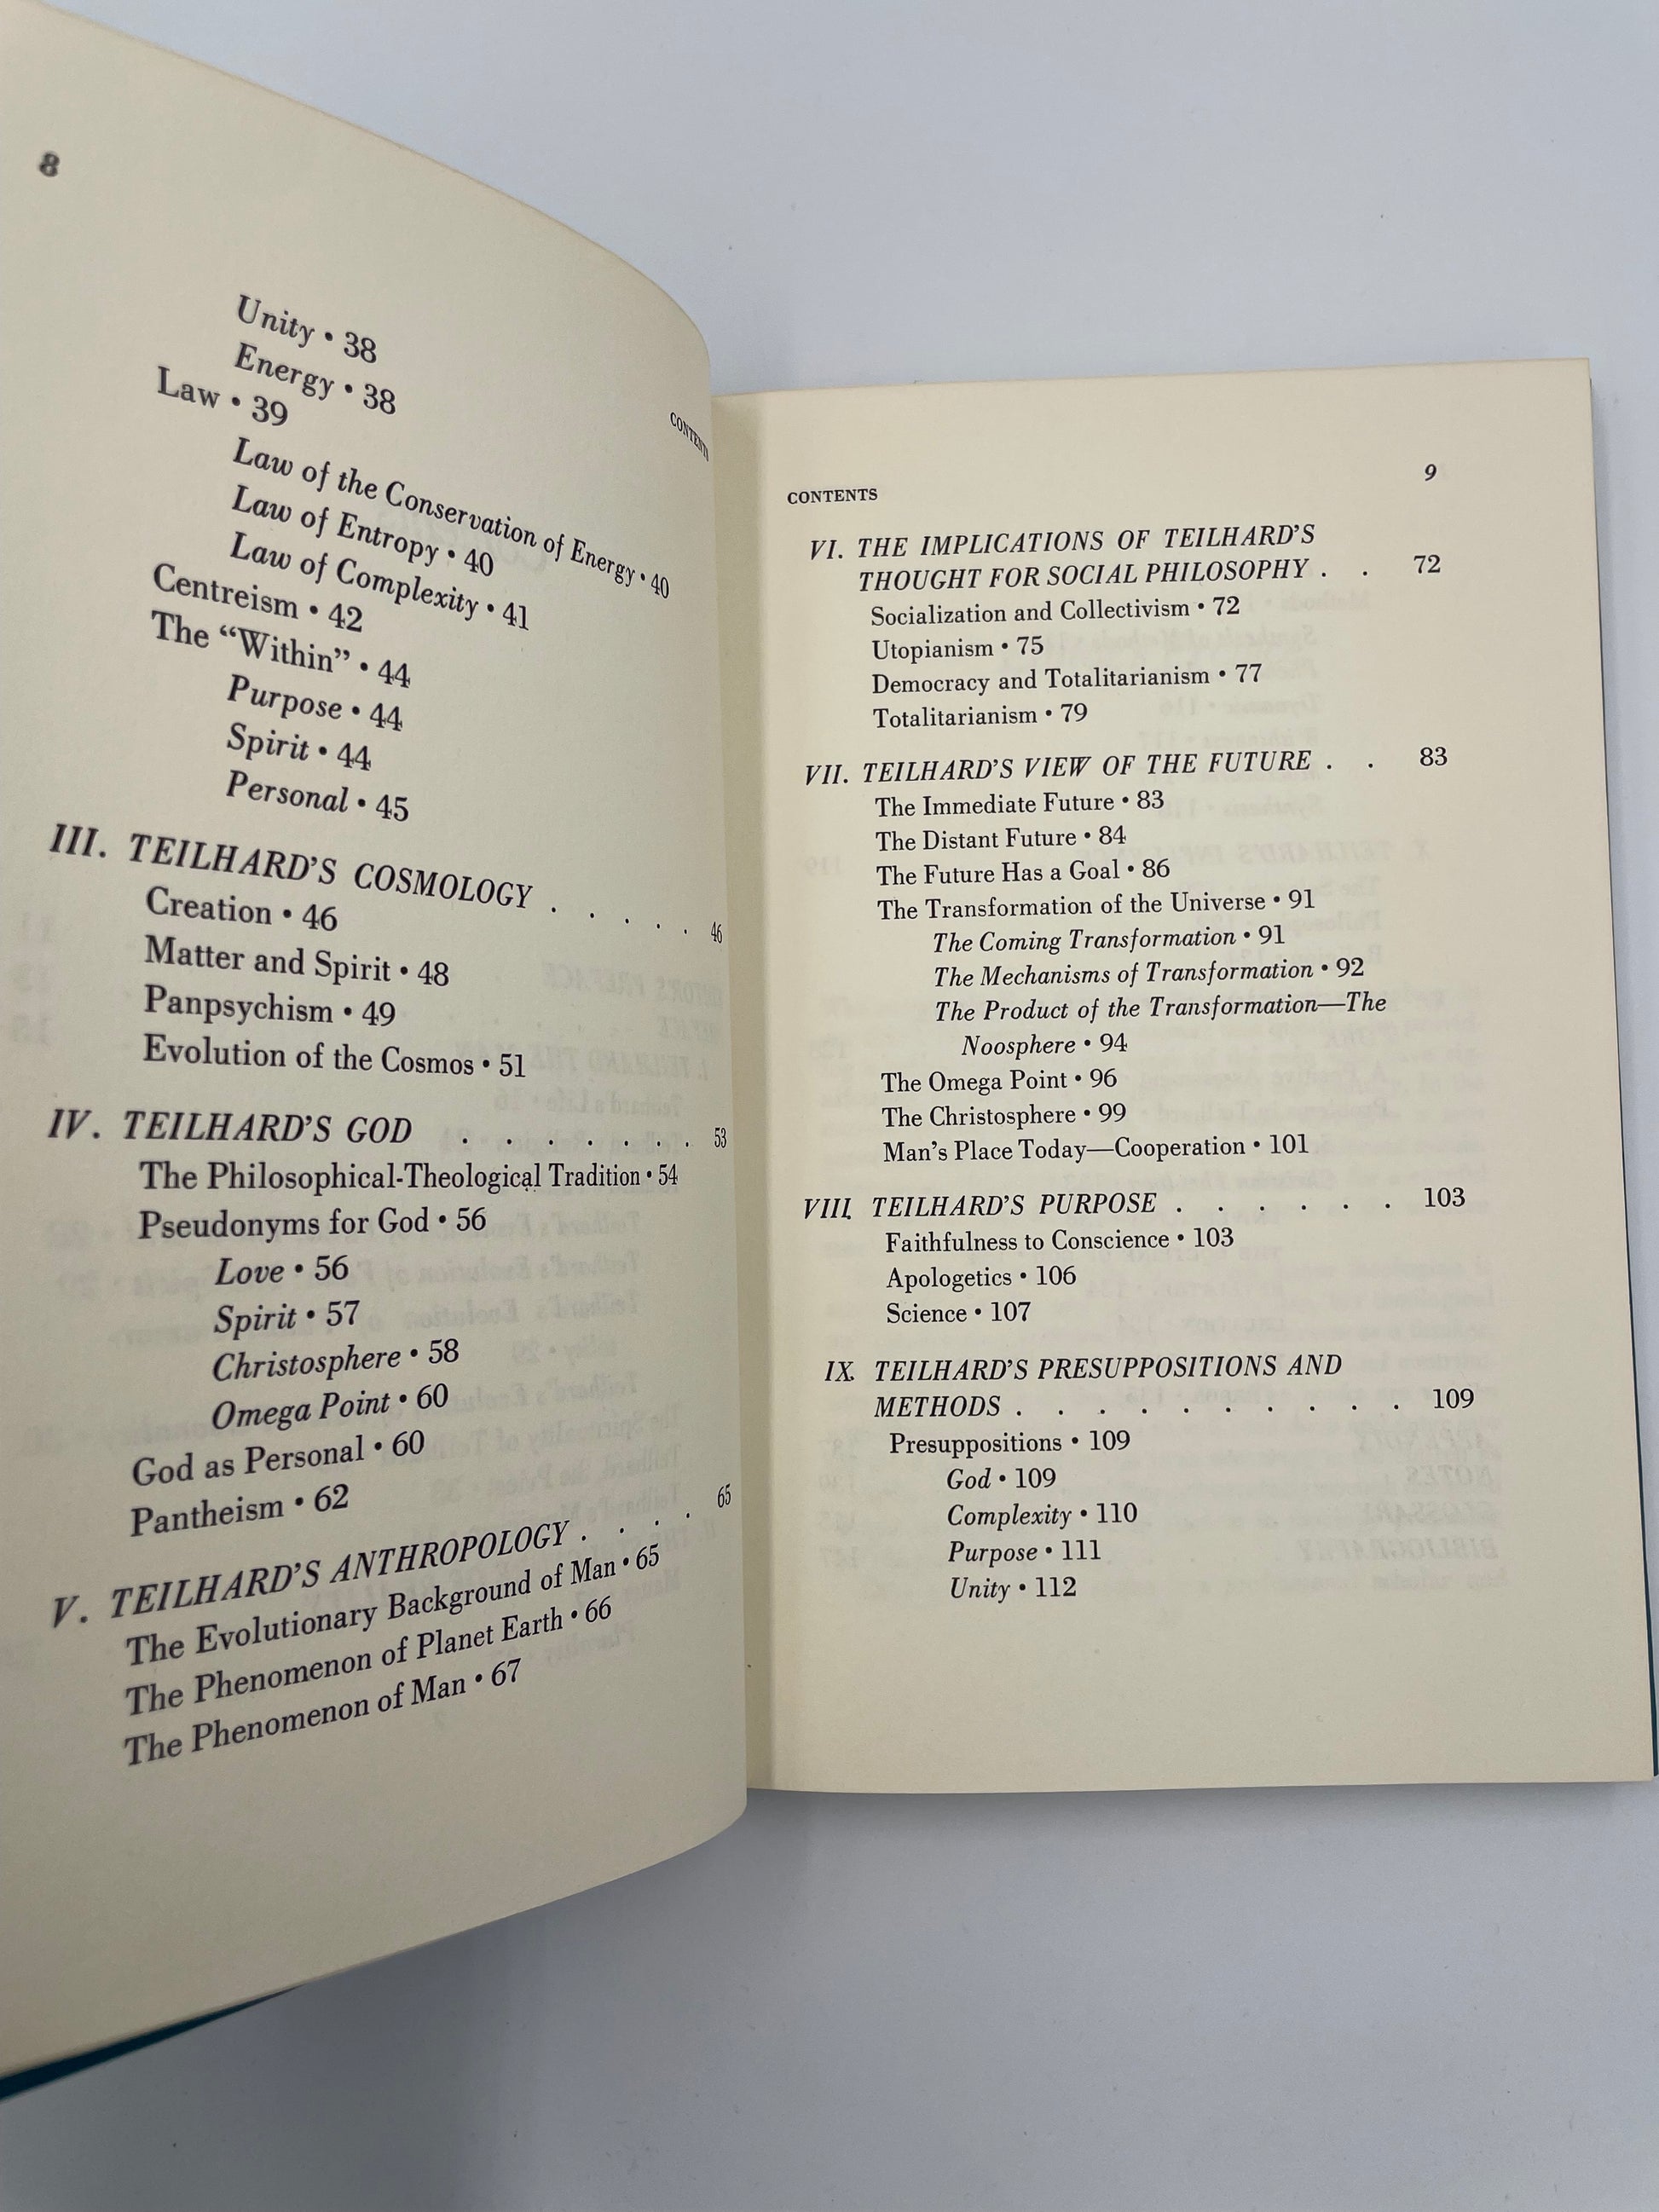 8
CONTENTS
Unity • 38
Energy • 38
Law • 39
Law of the Conservation of Energy • 40
Law of Entropy • 40
Law of Complexity • 41
Centreism • 42
The “Within” • 44
Purpose • 44
Spirit • 44
Personal • 45
III. TEILHARD’S COSMOLOGY . . . . . 46
Creation • 46
Matter and Spirit • 48
Panpsychism • 49
Evolution of the Cosmos • 51
IV. TEILHARD’S GOD . . . . . . . 53
The Philosophical-Theological Tradition • 54
Pseudonyms for God • 56
Love • 56
Spirit • 57
Christosphere • 58
Omega Point • 60
God as Personal • 60
Pantheism • 62
V. TEILHARD’S ANTHROPOLOGY . . . . 65
The Evolutionary Background of Man • 65
The Phenomenon of Planet Earth • 66
The Phenomenon of Man • 67
CONTENTS 9
VI. THE IMPLICATIONS OF TEILHARD’S
THOUGHT FOR SOCIAL PHILOSOPHY . . 72
Socialization and Collectivism • 72
Utopianism • 75
Democracy and Totalitarianism • 77
Totalitarianism • 79
VII. TEILHARD’S VIEW OF THE FUTURE . . 83
The Immediate Future • 83
The Distant Future • 84
The Future Has a Goal • 86
The Transformation of the Universe • 91
The Coming Transformation • 91
The Mechanisms of Transformation • 92
The Product of the Transformation—The
Noosphere • 94
The Omega Point • 96
The Christosphere • 99
Man’s Place Today—Cooperation • 101
VIII. TEILHARD’S PURPOSE . . . . . . 103
Faithfulness to Conscience • 103
Apologetics • 106
Science • 107
IX. TEILHARD’S PRESUPPOSITIONS AND
METHODS . . . . . . . . . . 109
Presuppositions • 109
God • 109
Complexity • 110
Purpose • 111
Unity • 112